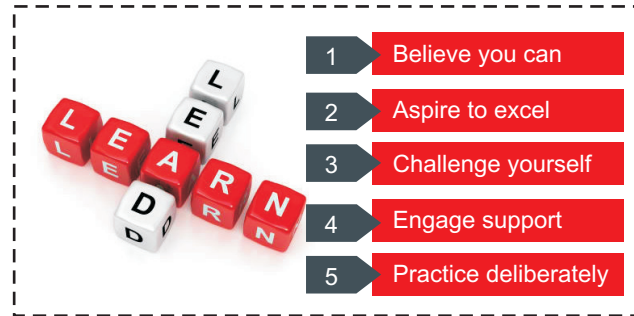 LEARN
LEAD
1 Believe you can
2 Aspire to excel
3 Challenge yourself
4 Engage support
5 Practice deliberately